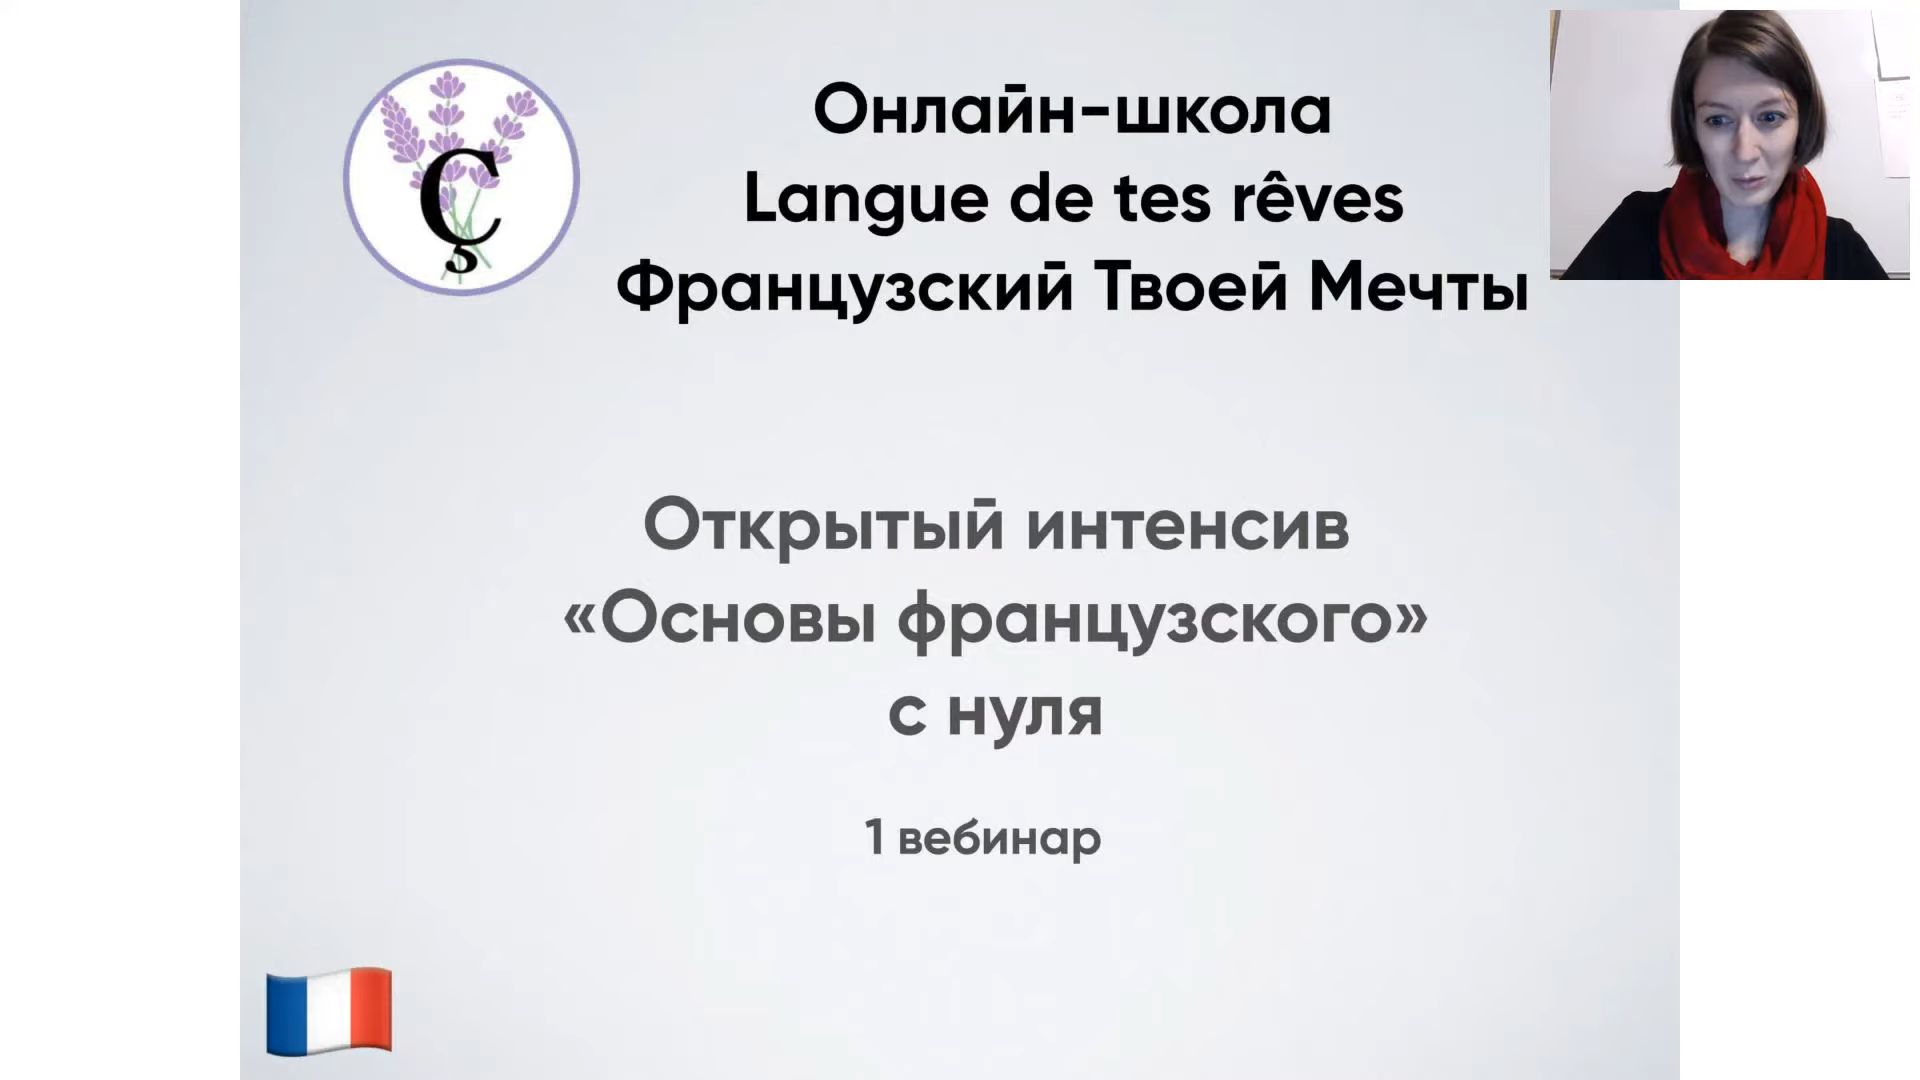 Ç
Онлайн-школа
Langue de tes rêves
Французский Твоей Мечты
Открытый интенсив
«Основы французского»
с нуля
1 вебинар